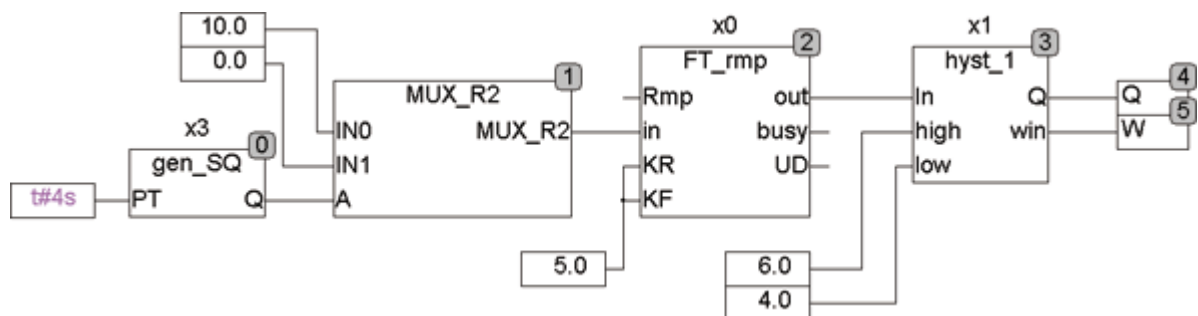 10.0
0.0
x3
0
gen_SQ
t#4s
PT
Q
1
MUX_R2
IN0
MUX_R2
IN1
A
5.0
x0
2
FT_rmp
Rmp
out
in
busy
KR
UD
KF
6.0
4.0
x1
3
hyst_1
In
Q
high
win
low
4
Q
5
W